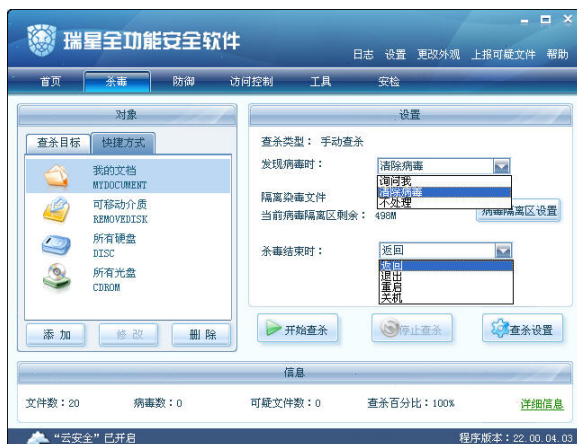 瑞星全功能安全软件
日志 设置 更改外观 上报可疑文件 帮助
首页 杀毒 防御 访问控制 工具 安检
对象
查杀目标 快捷方式
我的文档
MYDOCUMENT
可移动介质
REMOVEDISK
所有硬盘
DISC
所有光盘
CDROM
添 加 修 改 删 除
设置
查杀类型： 手动查杀
发现病毒时： 清除病毒
询问我
清除病毒
不处理
隔离染毒文件
当前病毒隔离区剩余： 498M 病毒隔离区设置
杀毒结束时： 返回
返回
退出
重启
关机
开始查杀 停止查杀 查杀设置
信息
文件数：20 病毒数：0 可疑文件数：0 查杀百分比：100% 详细信息
“云安全”已开启 程序版本：22.00.04.03